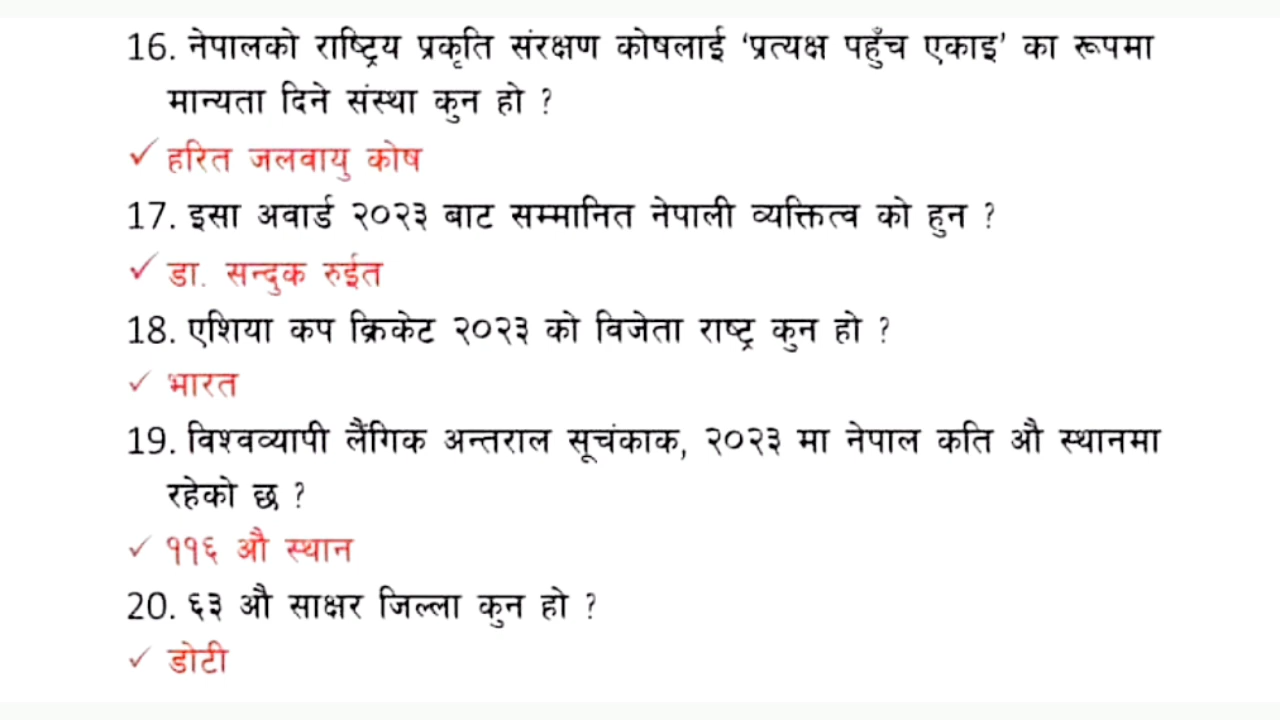 16. नेपालको राष्ट्रिय प्रकृति संरक्षण कोषलाई ‘प्रत्यक्ष पहुँच एकाइ’ का रूपमा
मान्यता दिने संस्था कुन हो ?
✓ हरित जलवायु कोष
17. इसा अवार्ड २०२३ बाट सम्मानित नेपाली व्यक्तित्व को हुन ?
✓ डा. सन्दुक रुईत
18. एशिया कप क्रिकेट २०२३ को विजेता राष्ट्र कुन हो ?
✓ भारत
19. विश्वव्यापी लैंगिक अन्तराल सूचंकाक, २०२३ मा नेपाल कति औ स्थानमा
रहेको छ ?
✓ ११६ औ स्थान
20. ६३ औ साक्षर जिल्ला कुन हो ?
✓ डोटी